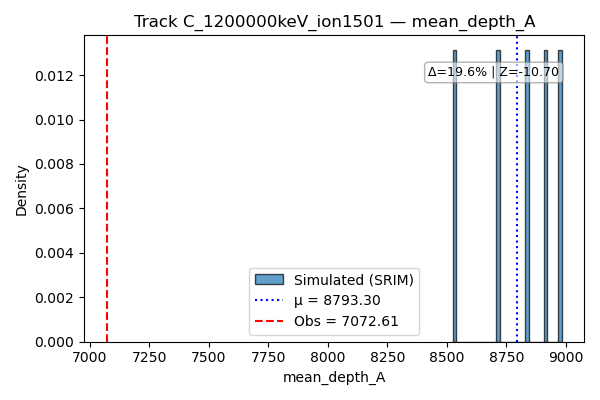 Track C_1200000keV_ion1501 — mean_depth_A
Density
0.012
0.010
0.008
0.006
0.004
0.002
0.000
Δ=19.6% | Z=-10.70
Simulated (SRIM)
μ = 8793.30
Obs = 7072.61
7000 7250 7500 7750 8000 8250 8500 8750 9000
mean_depth_A